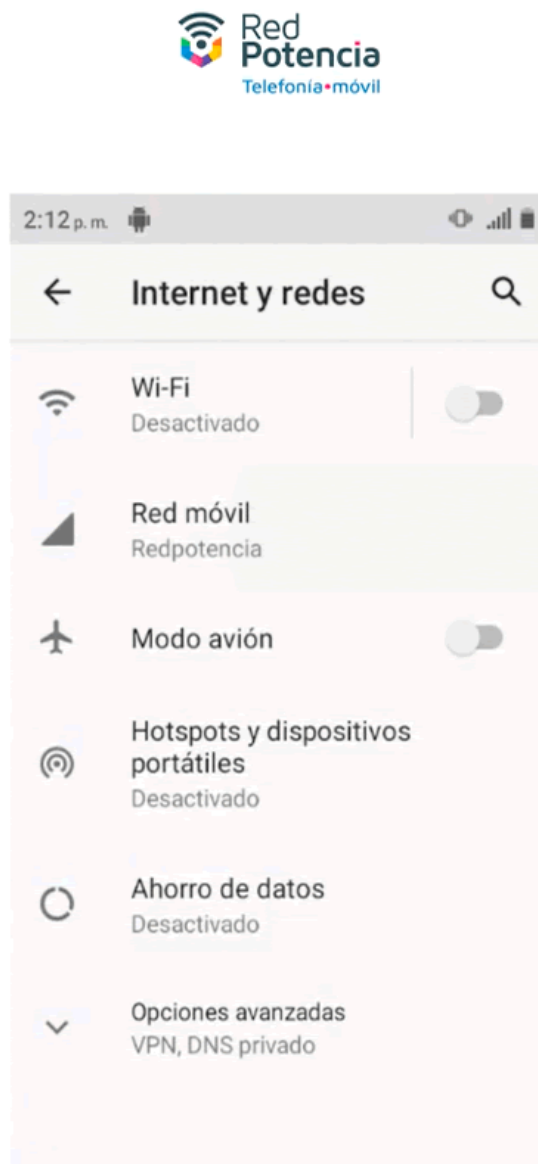 Red
Potencia
Telefonía•móvil
2:12 p. m.
Internet y redes
Wi-Fi
Desactivado
Red móvil
Redpotencia
Modo avión
Hotspots y dispositivos
portátiles
Desactivado
Ahorro de datos
Desactivado
Opciones avanzadas
VPN, DNS privado